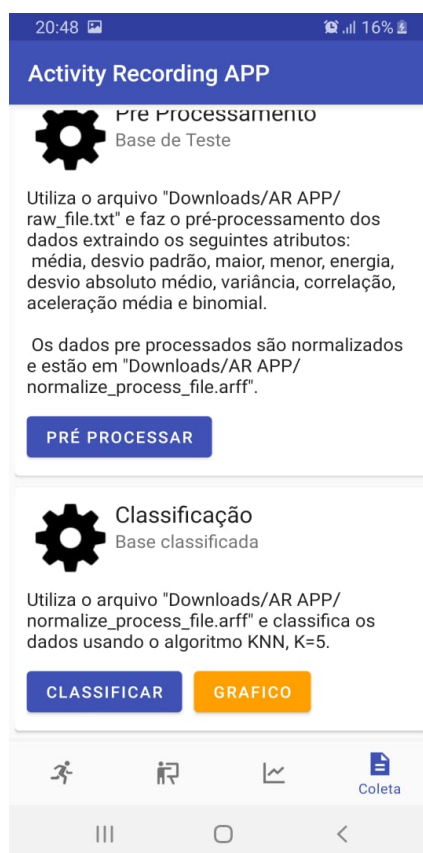 20:48 16%
Activity Recording APP
Pré Processamento
Base de Teste
Utiliza o arquivo "Downloads/AR APP/
raw_file.txt" e faz o pré-processamento dos
dados extraindo os seguintes atributos:
média, desvio padrão, maior, menor, energia,
desvio absoluto médio, variância, correlação,
aceleração média e binomial.
Os dados pre processados são normalizados
e estão em "Downloads/AR APP/
normalize_process_file.arff".
PRÉ PROCESSAR
Classificação
Base classificada
Utiliza o arquivo "Downloads/AR APP/
normalize_process_file.arff" e classifica os
dados usando o algoritmo KNN, K=5.
CLASSIFICAR GRAFICO
Coleta